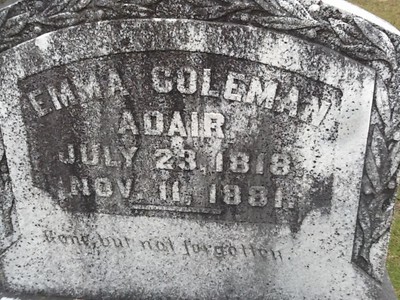 EMMA COLEMAN
ADAIR
JULY 23, 1818
NOV. 11, 1881.
Gone, but not forgotten.